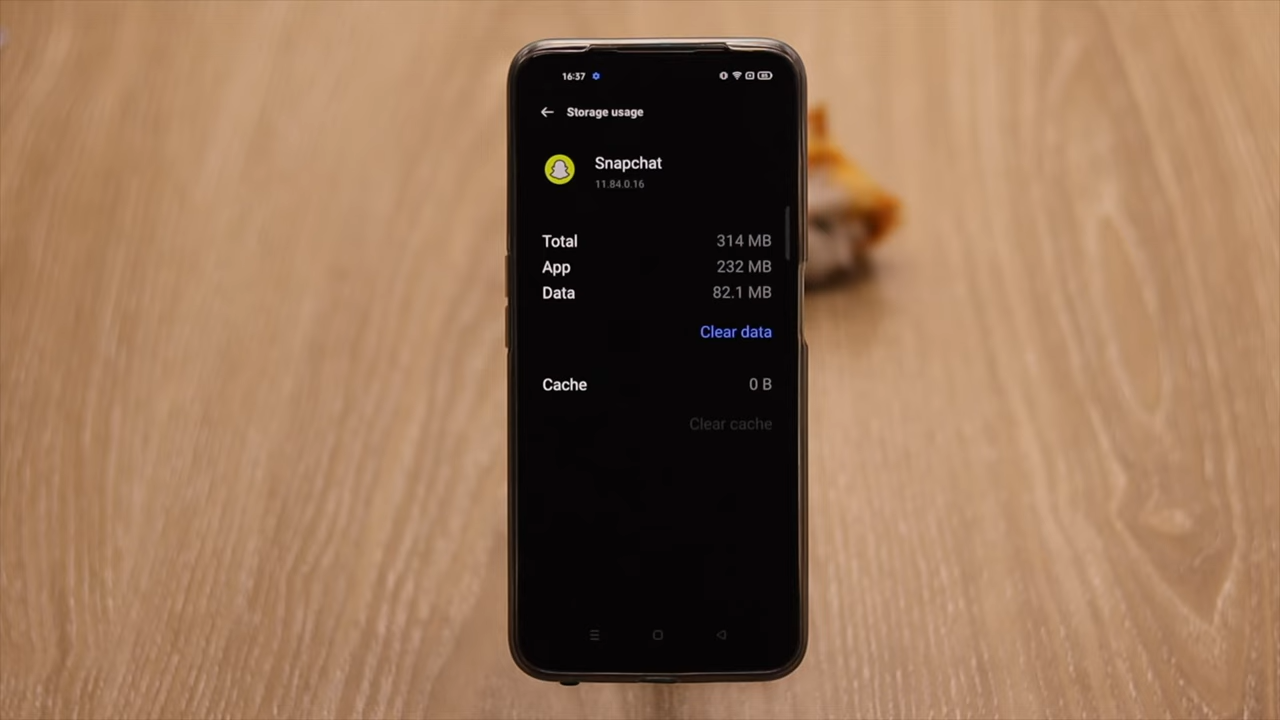 16:37
Storage usage
Snapchat
11.84.0.16
Total 314 MB
App 232 MB
Data 82.1 MB
Clear data
Cache 0 B
Clear cache